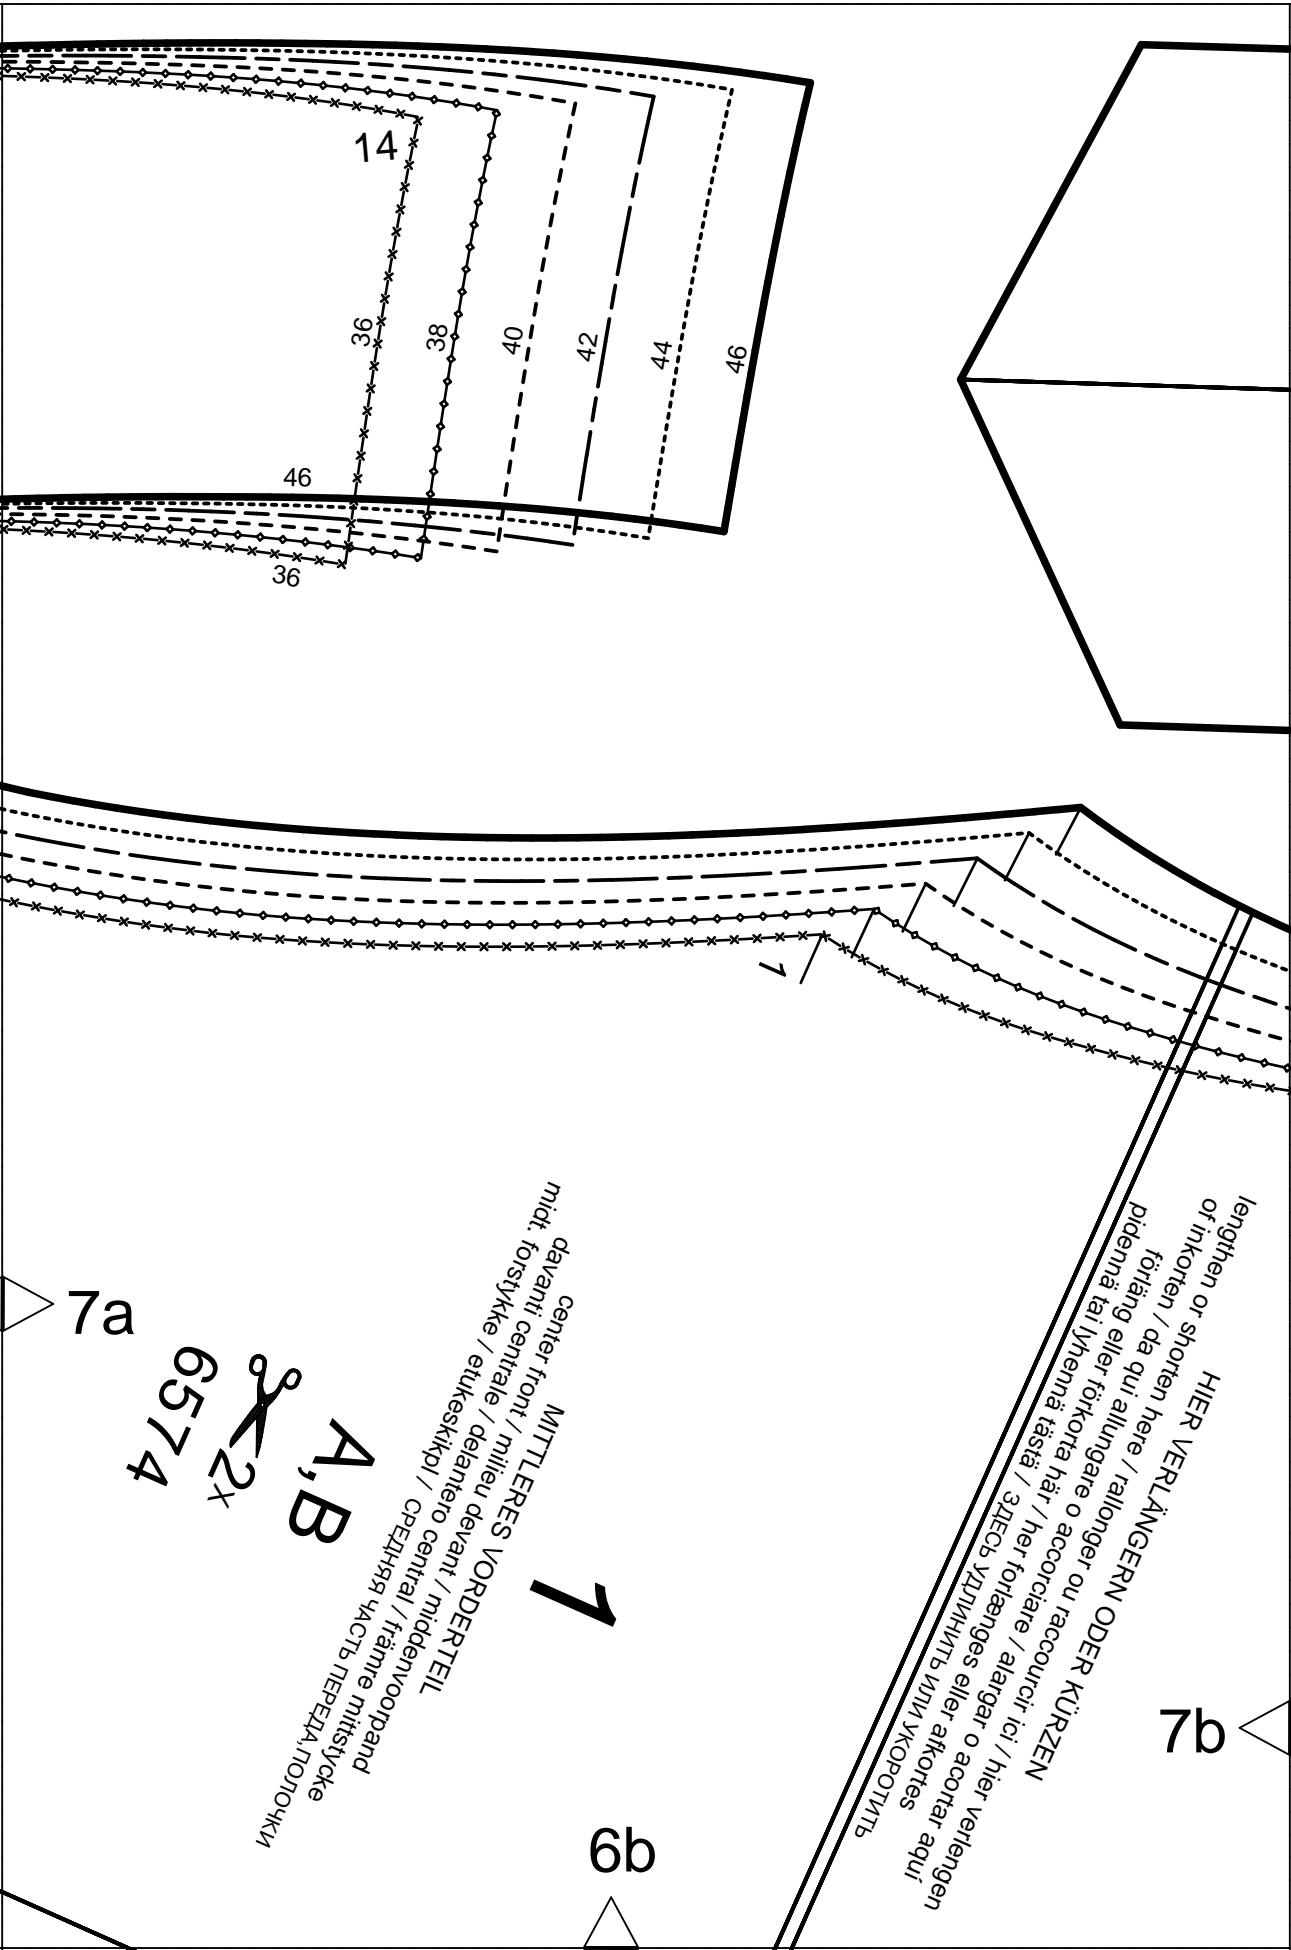 14
36
38
40
42
44
46
46
36
1
HIER VERLÄNGERN ODER KÜRZEN
lengthen or shorten here / rallonger ou raccourcir ici / hier verlengen
of inkorten / da qui allungare o accorciare / alargar o acortar aquí
förläng eller förkorta här / her forlænges eller afkortes
pidennä tai lyhennä tästä / ЗДЕСЬ УДЛИНИТЬ ИЛИ УКОРОТИТЬ
1
MITTLERES VORDERTEIL
center front / milieu devant / middenvoorpand
davanti centrale / delantero central / främre mittstycke
midt. forstykke / etukeskikpl / СРЕДНЯЯ ЧАСТЬ ПЕРЕДА,ПОЛОЧКИ
A,B
2x
6574
7a
7b
6b